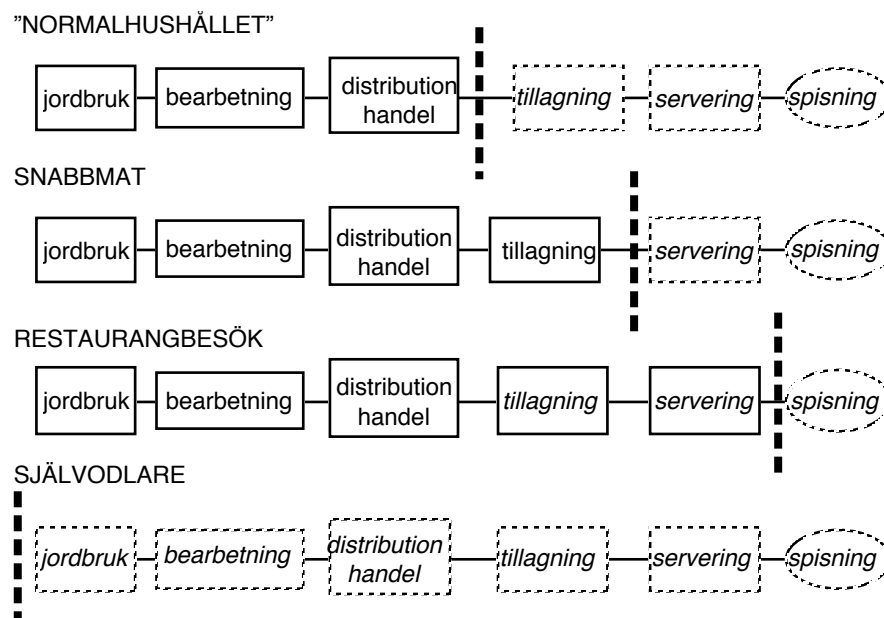 ”NORMALHUSHÅLLET”
jordbruk bearbetning distribution handel tillagning servering spisning
SNABBMAT
jordbruk bearbetning distribution handel tillagning servering spisning
RESTAURANGBESÖK
jordbruk bearbetning distribution handel tillagning servering spisning
SJÄLVODLARE
jordbruk bearbetning distribution handel tillagning servering spisning